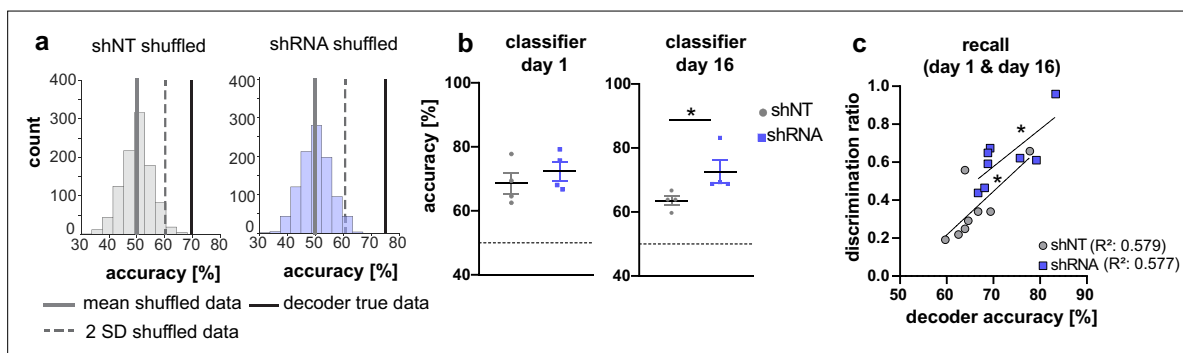 a
shNT shuffled
shRNA shuffled
count
400
300
200
100
0
30 40 50 60 70 80
accuracy [%]
400
300
200
100
0
30 40 50 60 70 80
accuracy [%]
mean shuffled data
decoder true data
2 SD shuffled data
b
classifier
day 1
classifier
day 16
accuracy [%]
100
80
60
40
100
80
60
40
*
shNT
shRNA
c
recall
(day 1 & day 16)
discrimination ratio
1.0
0.8
0.6
0.4
0.2
0.0
*
*
shNT (R²: 0.579)
shRNA (R²: 0.577)
50 60 70 80 90
decoder accuracy [%]